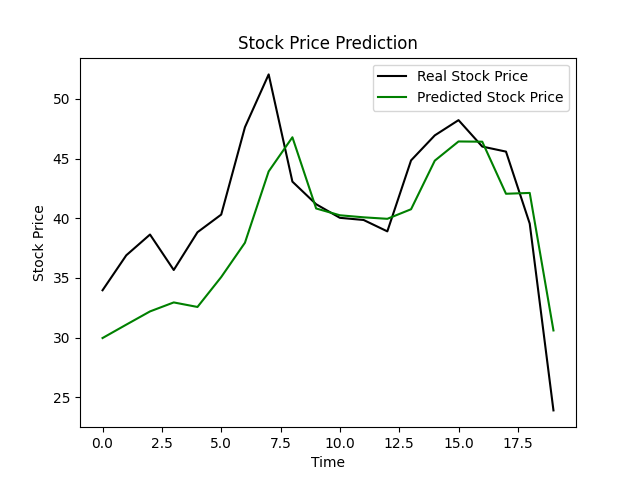 Stock Price Prediction
Real Stock Price
Predicted Stock Price
Stock Price
50
45
40
35
30
25
0.0 2.5 5.0 7.5 10.0 12.5 15.0 17.5
Time